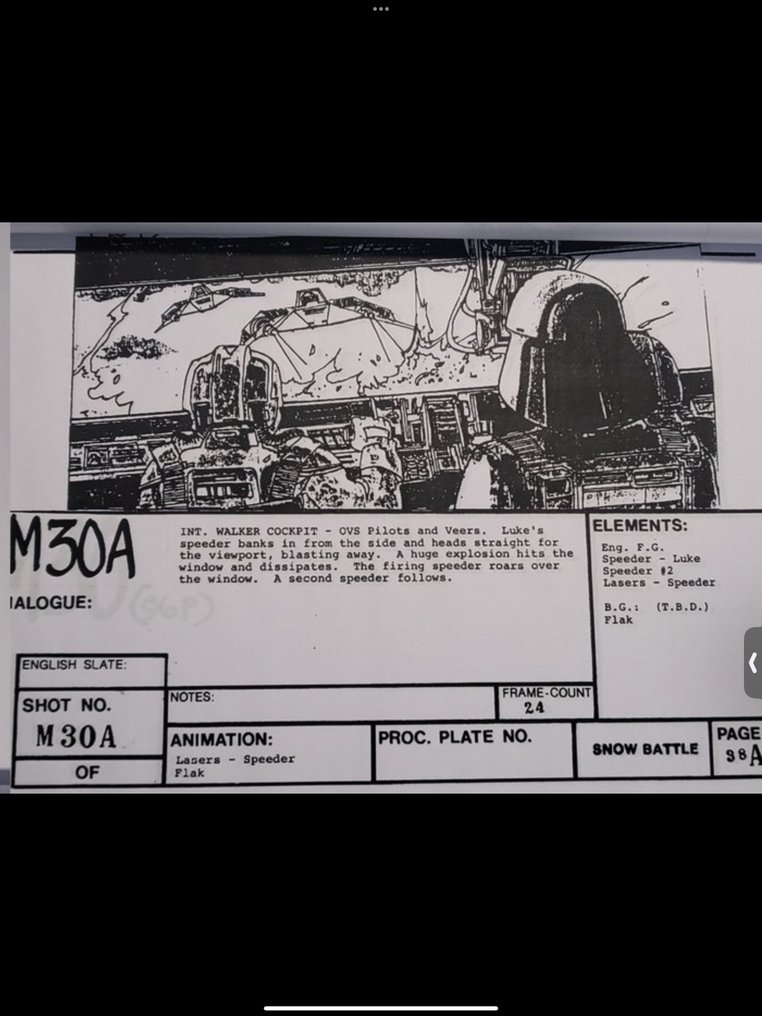 M30A
INT. WALKER COCKPIT - OVS Pilots and Veers. Luke's
speeder banks in from the side and heads straight for
the viewport, blasting away. A huge explosion hits the
window and dissipates. The firing speeder roars over
the window. A second speeder follows.
IALOGUE:
ELEMENTS:
Eng. F.G.
Speeder - Luke
Speeder #2
Lasers - Speeder
B.G.: (T.B.D.)
Flak
ENGLISH SLATE:
SHOT NO.
M30A
OF
NOTES:
FRAME-COUNT
24
ANIMATION:
Lasers - Speeder
Flak
PROC. PLATE NO.
SNOW BATTLE
PAGE
38A